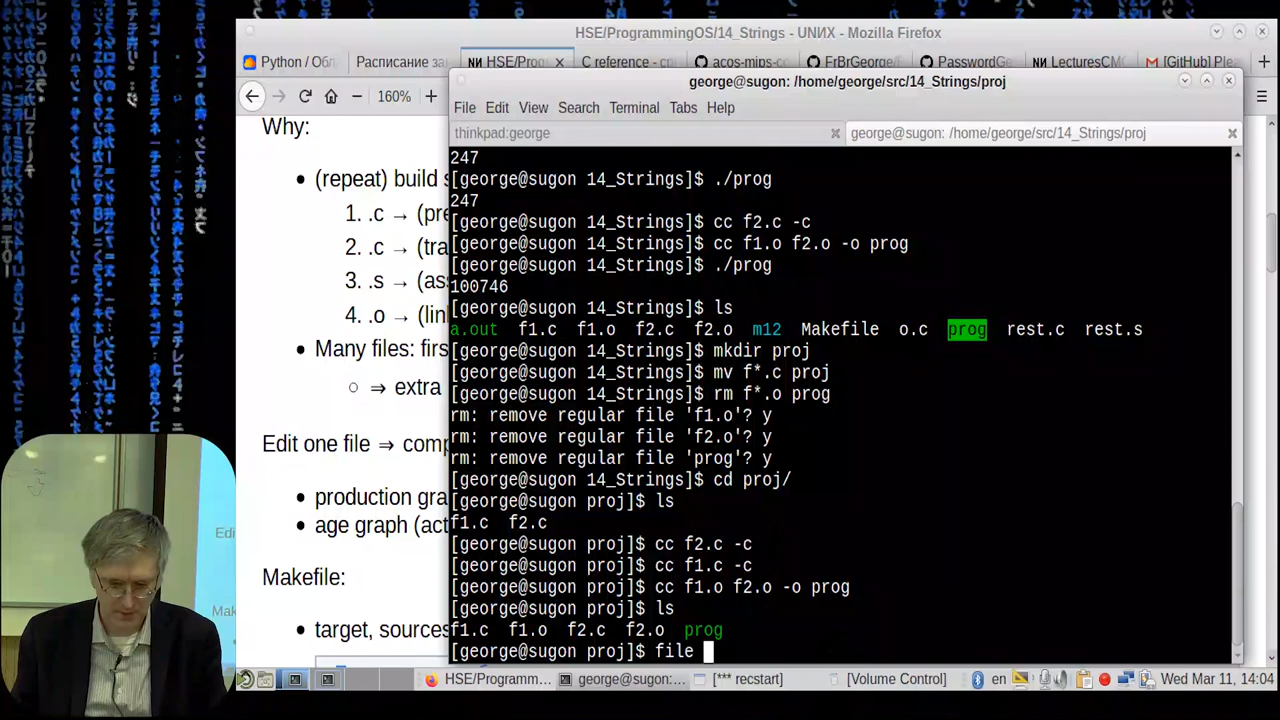 HSE/ProgrammingOS/14_Strings - UNИX - Mozilla Firefox
Python / Обл
Расписание за
HSE/Prog
C reference - cp
acos-mips-c
FrBrGeorge/
PasswordGe
LecturesCM
[GitHub] Ple
160%
george@sugon: /home/george/src/14_Strings/proj
File Edit View Search Terminal Tabs Help
thinkpad:george
george@sugon: /home/george/src/14_Strings/proj
Why:
(repeat) build s
1. .c → (pre
2. .c → (tra
3. .s → (ass
4. .o → (lin
Many files: firs
⇒ extra
Edit one file ⇒ comp
production gra
age graph (act
Makefile:
target, sources
247
[george@sugon 14_Strings]$ ./prog
247
[george@sugon 14_Strings]$ cc f2.c -c
[george@sugon 14_Strings]$ cc f1.o f2.o -o prog
[george@sugon 14_Strings]$ ./prog
100746
[george@sugon 14_Strings]$ ls
a.out f1.c f1.o f2.c f2.o m12 Makefile o.c prog rest.c rest.s
[george@sugon 14_Strings]$ mkdir proj
[george@sugon 14_Strings]$ mv f*.c proj
[george@sugon 14_Strings]$ rm f*.o prog
rm: remove regular file 'f1.o'? y
rm: remove regular file 'f2.o'? y
rm: remove regular file 'prog'? y
[george@sugon 14_Strings]$ cd proj/
[george@sugon proj]$ ls
f1.c f2.c
[george@sugon proj]$ cc f2.c -c
[george@sugon proj]$ cc f1.c -c
[george@sugon proj]$ cc f1.o f2.o -o prog
[george@sugon proj]$ ls
f1.c f1.o f2.c f2.o prog
[george@sugon proj]$ file
Edi
Mak
HSE/Programm...
george@sugon:...
[*** recstart]
[Volume Control]
en
Wed Mar 11, 14:04